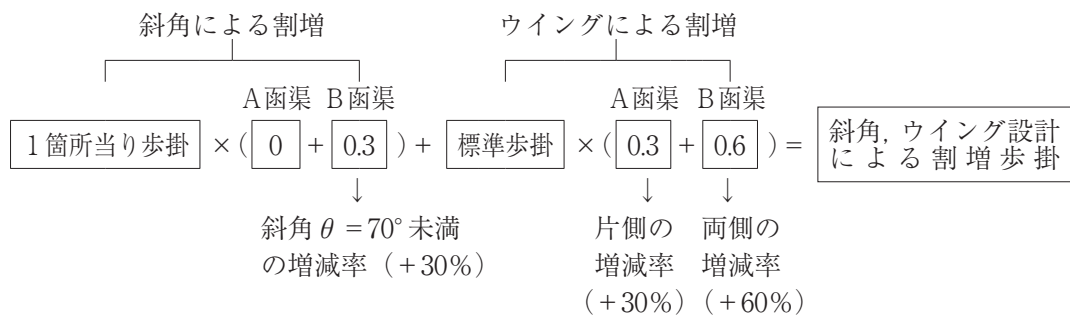 斜角による割増 ウイングによる割増
A函渠 B函渠 A函渠 B函渠
1箇所当り歩掛 ×( 0 + 0.3 )+ 標準歩掛 ×( 0.3 + 0.6 )= 斜角，ウイング設計
による割増歩掛
↓ ↓ ↓
斜角θ=70°未満 片側の 両側の
の増減率（+30%） 増減率 増減率
（+30%）（+60%）